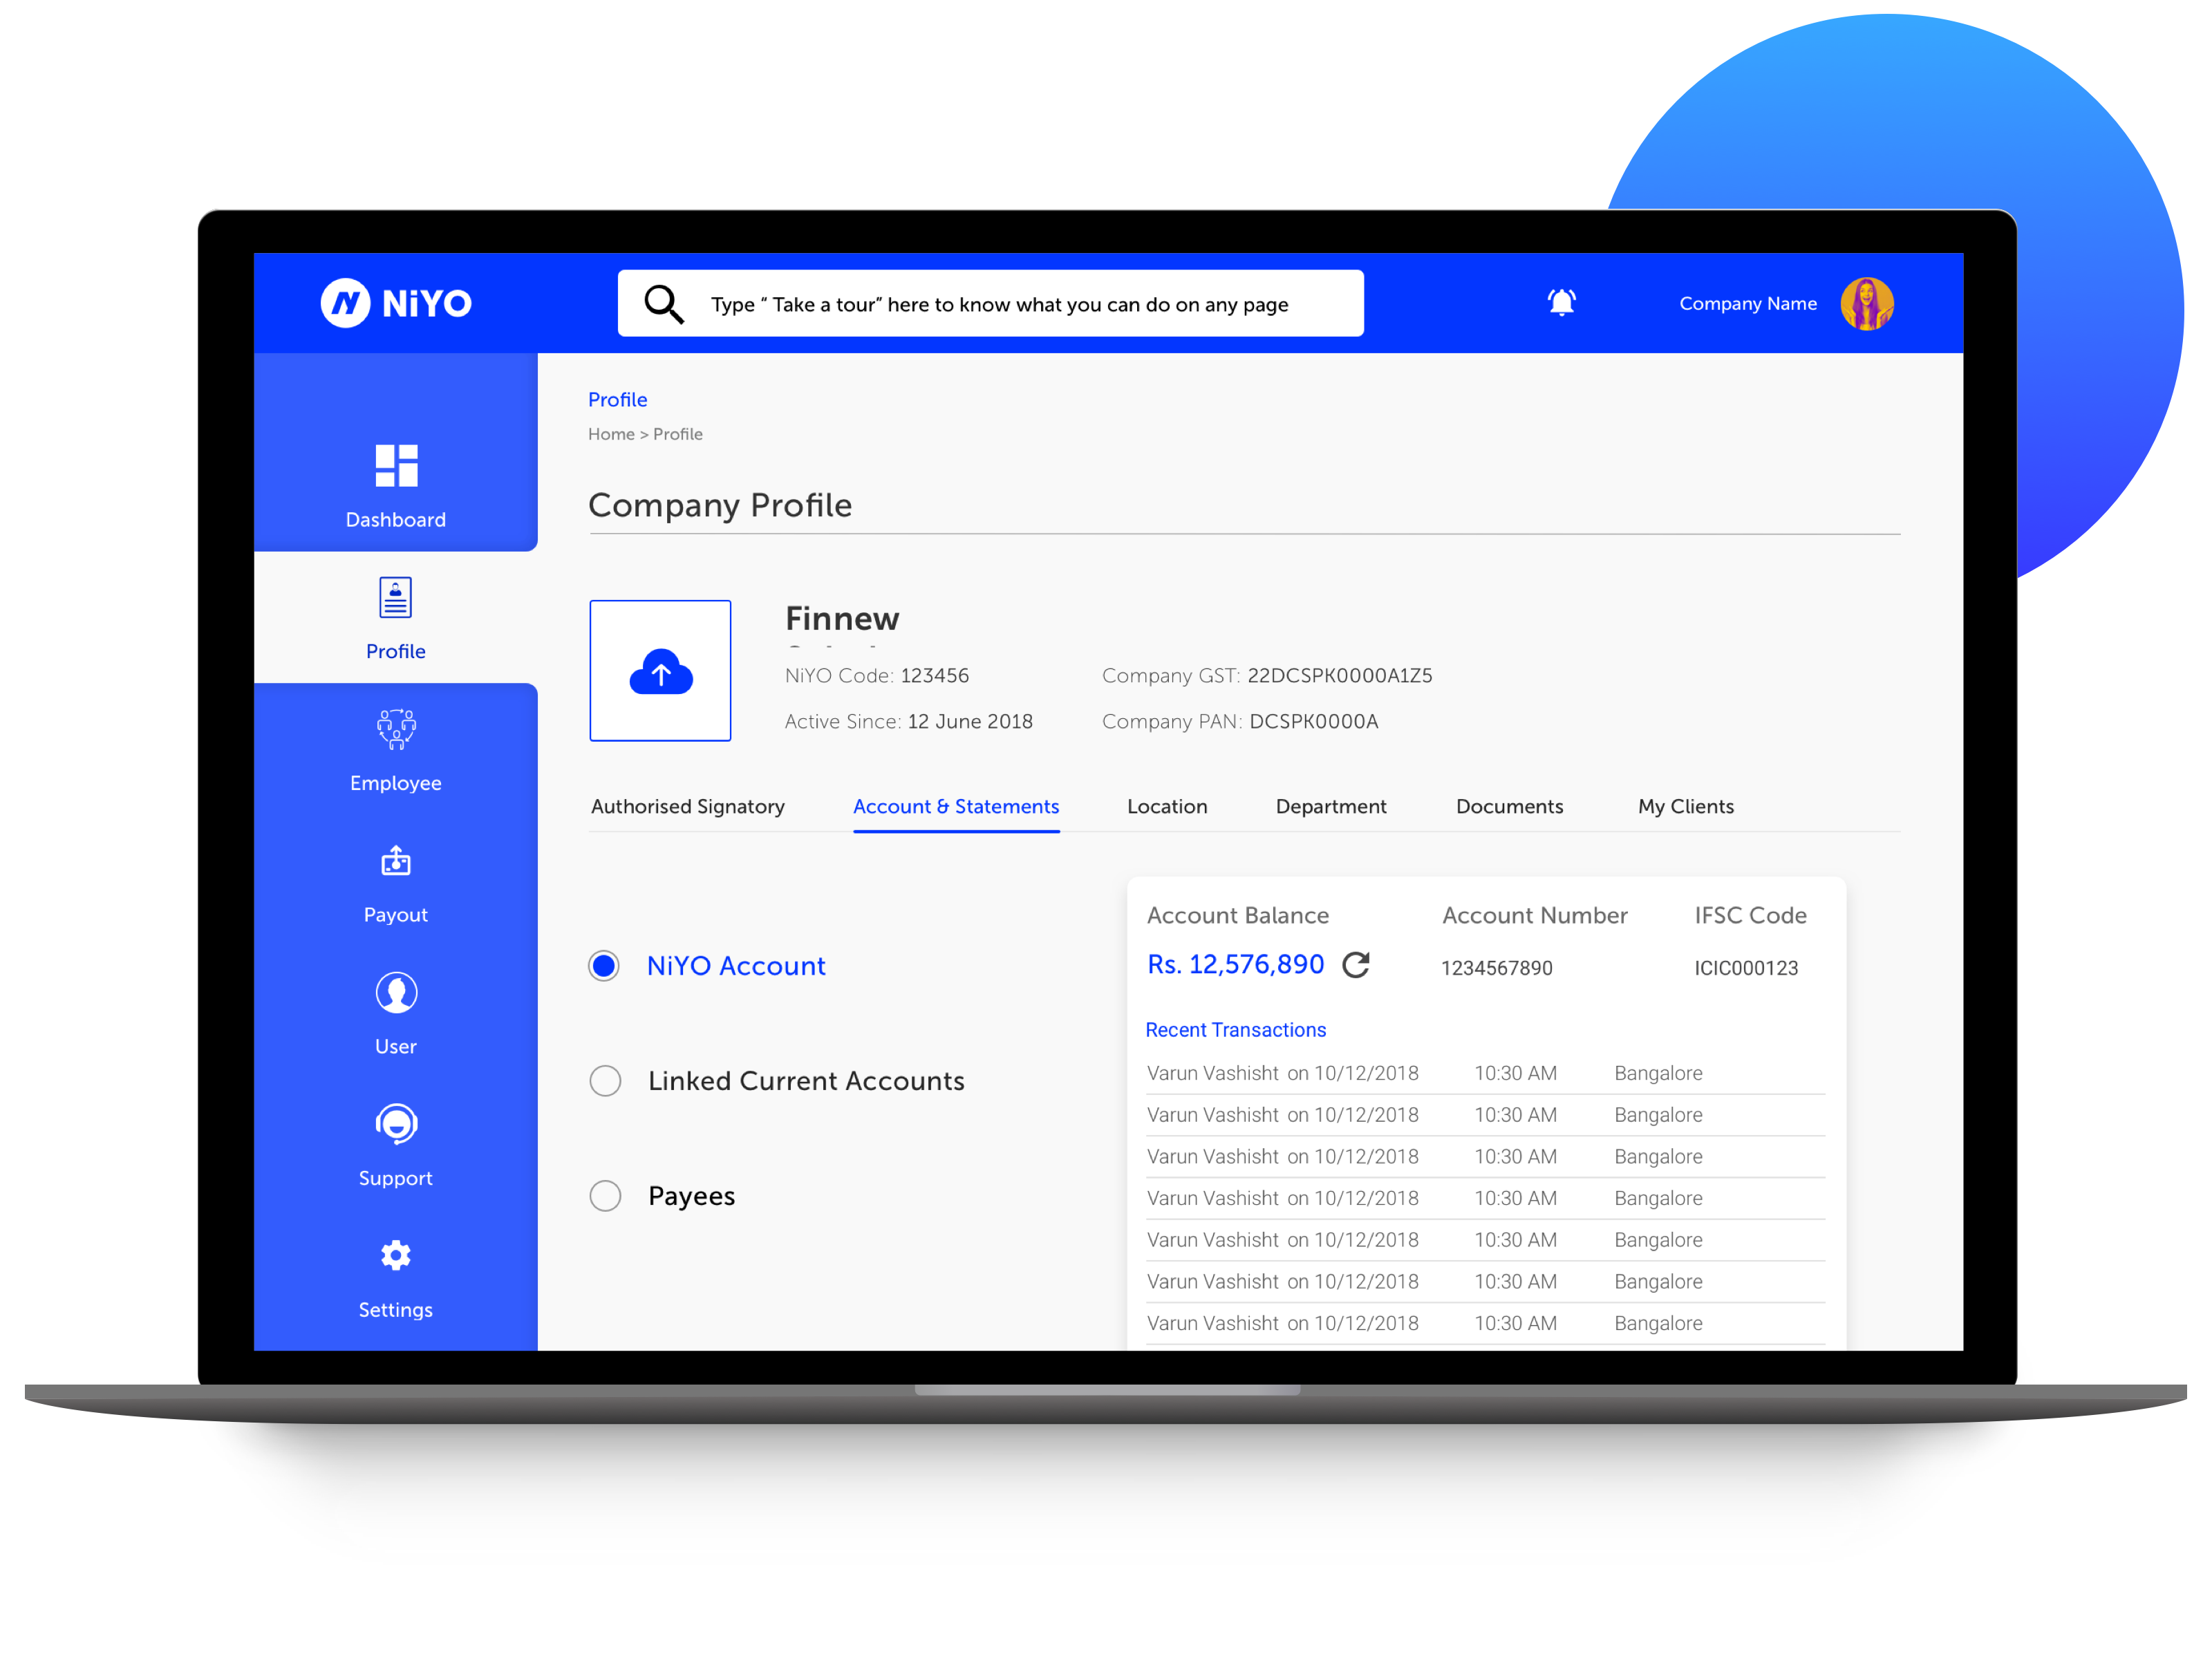 NiYO
Type “ Take a tour” here to know what you can do on any page
Company Name
Dashboard
Profile
Employee
Payout
User
Support
Settings
Profile
Home > Profile
Company Profile
Finnew
NiYO Code: 123456
Company GST: 22DCSPK0000A1Z5
Active Since: 12 June 2018
Company PAN: DCSPK0000A
Authorised Signatory
Account & Statements
Location
Department
Documents
My Clients
NiYO Account
Linked Current Accounts
Payees
Account Balance
Account Number
IFSC Code
Rs. 12,576,890
1234567890
ICIC000123
Recent Transactions
Varun Vashisht on 10/12/2018 10:30 AM Bangalore
Varun Vashisht on 10/12/2018 10:30 AM Bangalore
Varun Vashisht on 10/12/2018 10:30 AM Bangalore
Varun Vashisht on 10/12/2018 10:30 AM Bangalore
Varun Vashisht on 10/12/2018 10:30 AM Bangalore
Varun Vashisht on 10/12/2018 10:30 AM Bangalore
Varun Vashisht on 10/12/2018 10:30 AM Bangalore